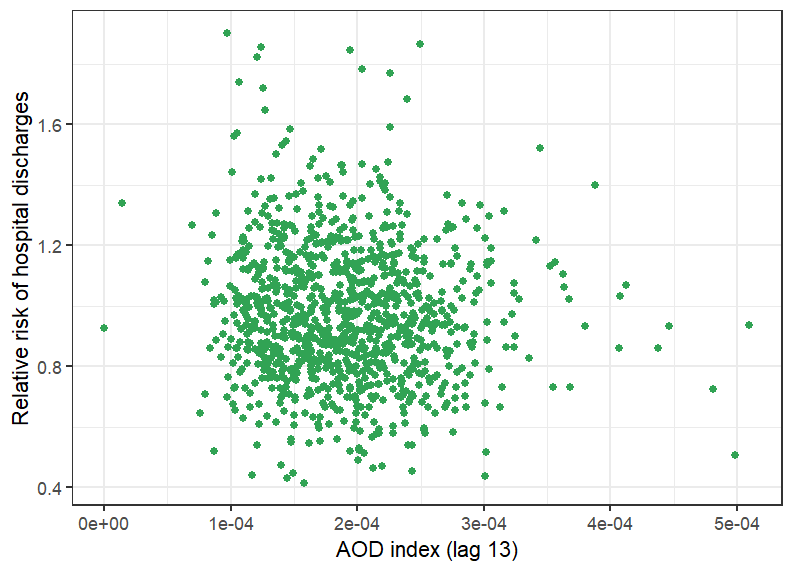 Relative risk of hospital discharges
1.6
1.2
0.8
0.4
0e+00 1e-04 2e-04 3e-04 4e-04 5e-04
AOD index (lag 13)